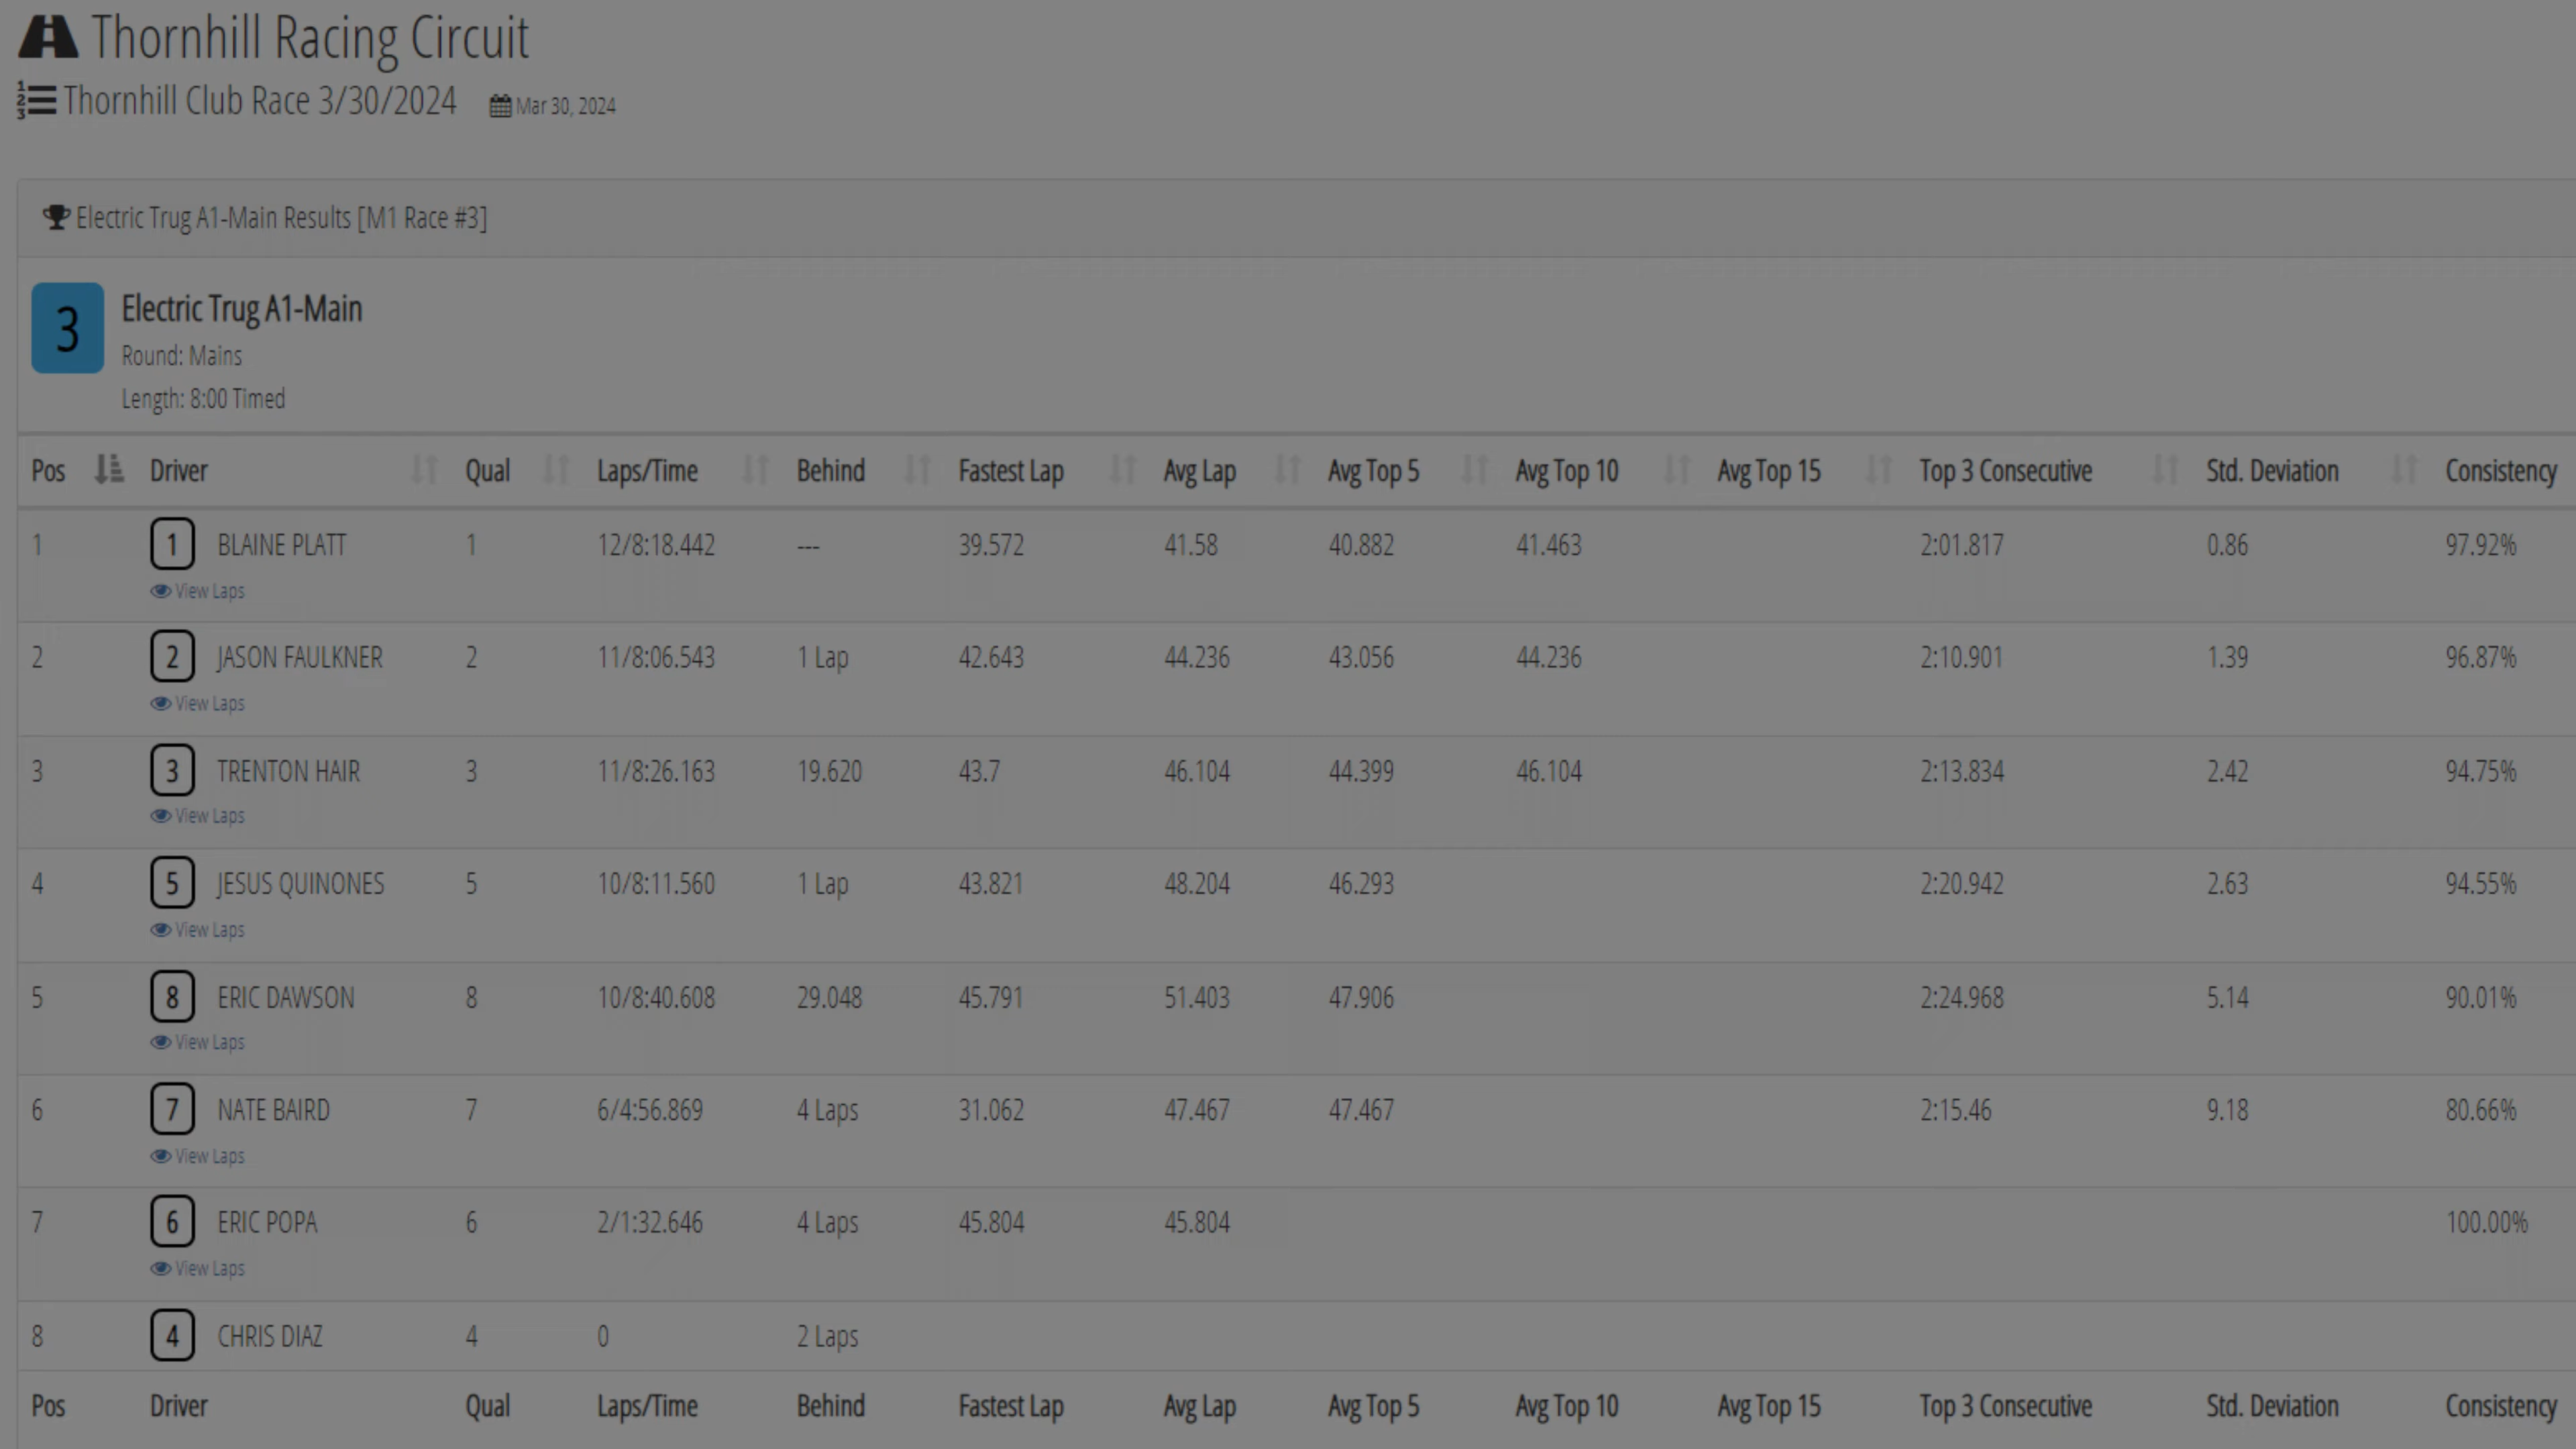 Thornhill Racing Circuit
Thornhill Club Race 3/30/2024 Mar 30, 2024
Electric Trug A1-Main Results [M1 Race #3]
3 Electric Trug A1-Main
Round: Mains
Length: 8:00 Timed
Pos Driver Qual Laps/Time Behind Fastest Lap Avg Lap Avg Top 5 Avg Top 10 Avg Top 15 Top 3 Consecutive Std. Deviation Consistency
1 1 BLAINE PLATT 1 12/8:18.442 --- 39.572 41.58 40.882 41.463 2:01.817 0.86 97.92%
View Laps
2 2 JASON FAULKNER 2 11/8:06.543 1 Lap 42.643 44.236 43.056 44.236 2:10.901 1.39 96.87%
View Laps
3 3 TRENTON HAIR 3 11/8:26.163 19.620 43.7 46.104 44.399 46.104 2:13.834 2.42 94.75%
View Laps
4 5 JESUS QUINONES 5 10/8:11.560 1 Lap 43.821 48.204 46.293 2:20.942 2.63 94.55%
View Laps
5 8 ERIC DAWSON 8 10/8:40.608 29.048 45.791 51.403 47.906 2:24.968 5.14 90.01%
View Laps
6 7 NATE BAIRD 7 6/4:56.869 4 Laps 31.062 47.467 47.467 2:15.46 9.18 80.66%
View Laps
7 6 ERIC POPA 6 2/1:32.646 4 Laps 45.804 45.804 100.00%
View Laps
8 4 CHRIS DIAZ 4 0 2 Laps
Pos Driver Qual Laps/Time Behind Fastest Lap Avg Lap Avg Top 5 Avg Top 10 Avg Top 15 Top 3 Consecutive Std. Deviation Consistency